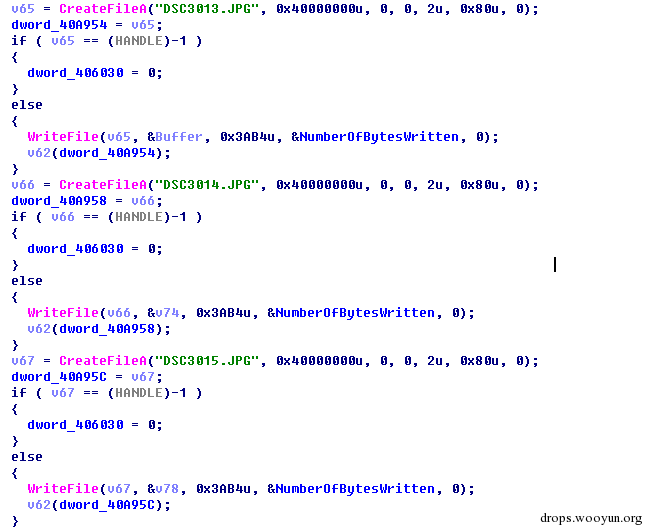 v65 = CreateFileA("DSC3013.JPG", 0x40000000u, 0, 0, 2u, 0x80u, 0);
dword_40A954 = v65;
if ( v65 == (HANDLE)-1 )
{
  dword_406030 = 0;
}
else
{
  WriteFile(v65, &Buffer, 0x3AB4u, &NumberOfBytesWritten, 0);
  v62(dword_40A954);
}
v66 = CreateFileA("DSC3014.JPG", 0x40000000u, 0, 0, 2u, 0x80u, 0);
dword_40A958 = v66;
if ( v66 == (HANDLE)-1 )
{
  dword_406030 = 0;
}
else
{
  WriteFile(v66, &v74, 0x3AB4u, &NumberOfBytesWritten, 0);
  v62(dword_40A958);
}
v67 = CreateFileA("DSC3015.JPG", 0x40000000u, 0, 0, 2u, 0x80u, 0);
dword_40A95C = v67;
if ( v67 == (HANDLE)-1 )
{
  dword_406030 = 0;
}
else
{
  WriteFile(v67, &v78, 0x3AB4u, &NumberOfBytesWritten, 0);
  v62(dword_40A95C);
}
drops.wooyun.org